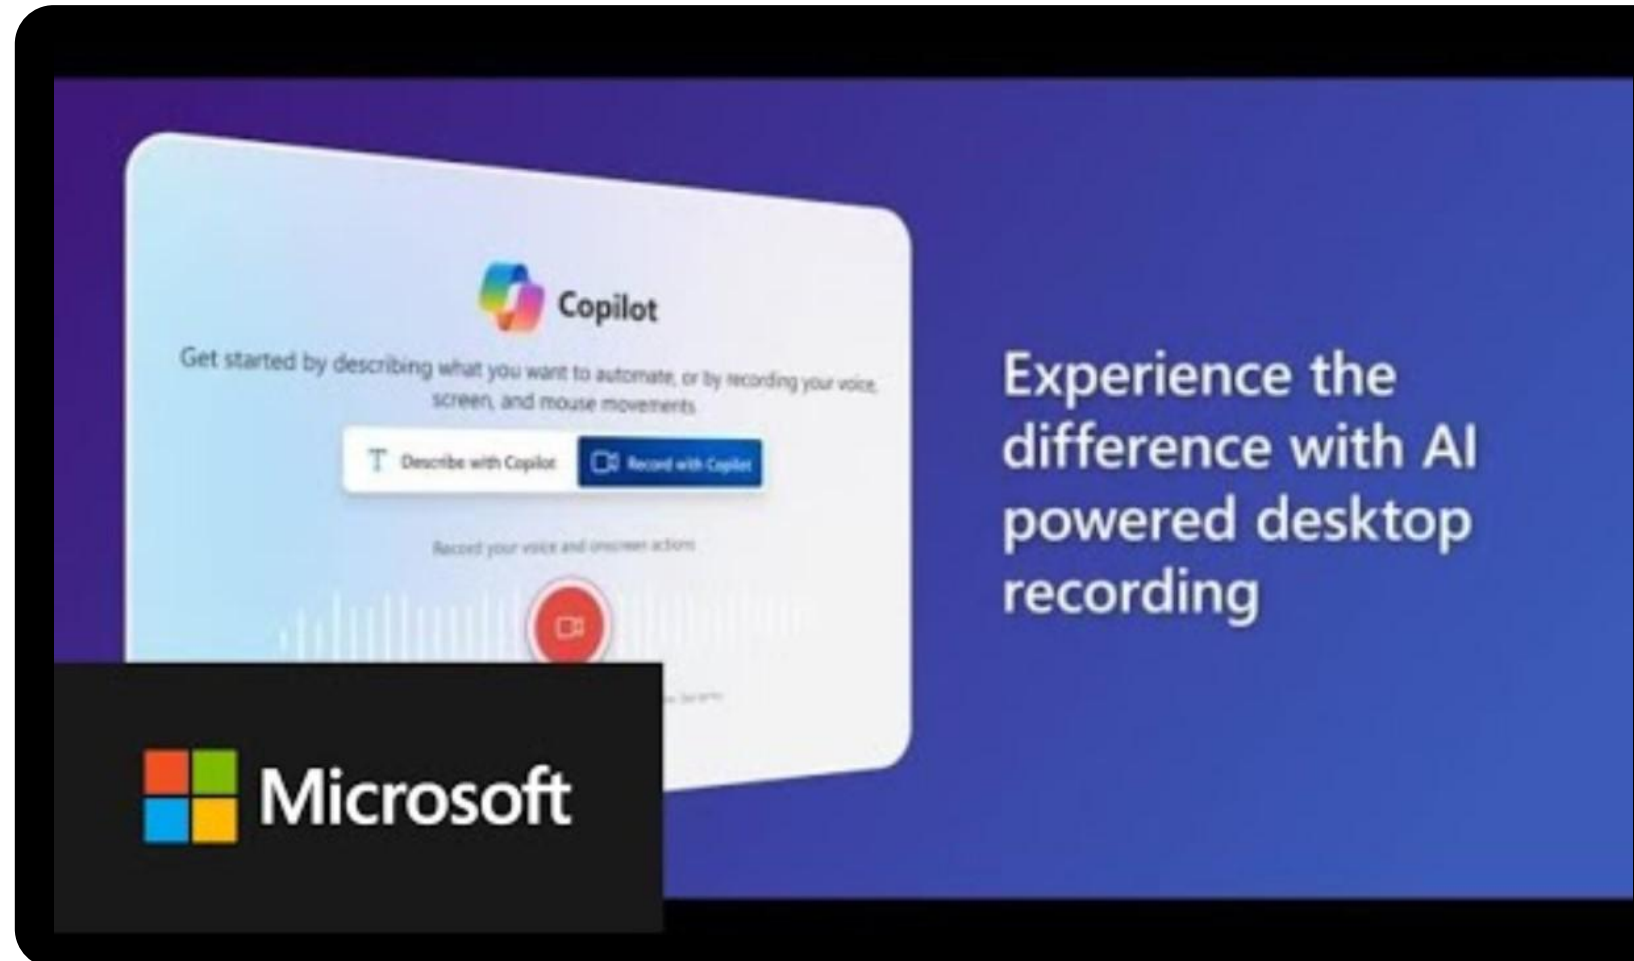 Copilot
Get started by describing what you want to automate, or by recording your voice,
screen, and mouse movements
Describe with Copilot
Record with Copilot
Record your voice and onscreen actions
Experience the
difference with AI
powered desktop
recording
Microsoft